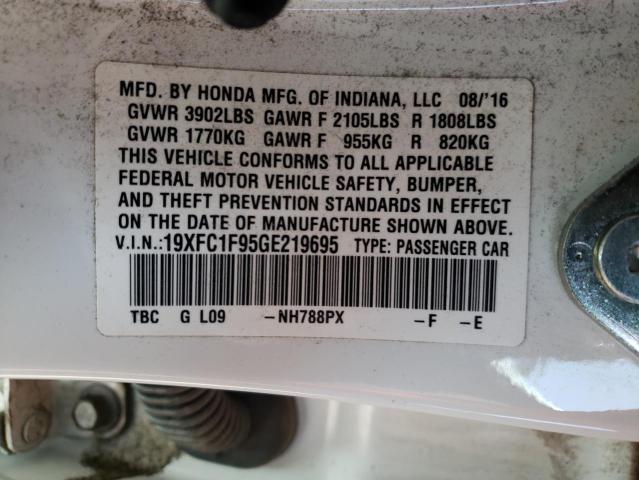 MFD. BY HONDA MFG. OF INDIANA, LLC 08/'16
GVWR 3902LBS GAWR F 2105LBS R 1808LBS
GVWR 1770KG GAWR F 955KG R 820KG
THIS VEHICLE CONFORMS TO ALL APPLICABLE
FEDERAL MOTOR VEHICLE SAFETY, BUMPER,
AND THEFT PREVENTION STANDARDS IN EFFECT
ON THE DATE OF MANUFACTURE SHOWN ABOVE.
V.I.N.:19XFC1F95GE219695 TYPE: PASSENGER CAR
TBC G L09 -NH788PX -F -E